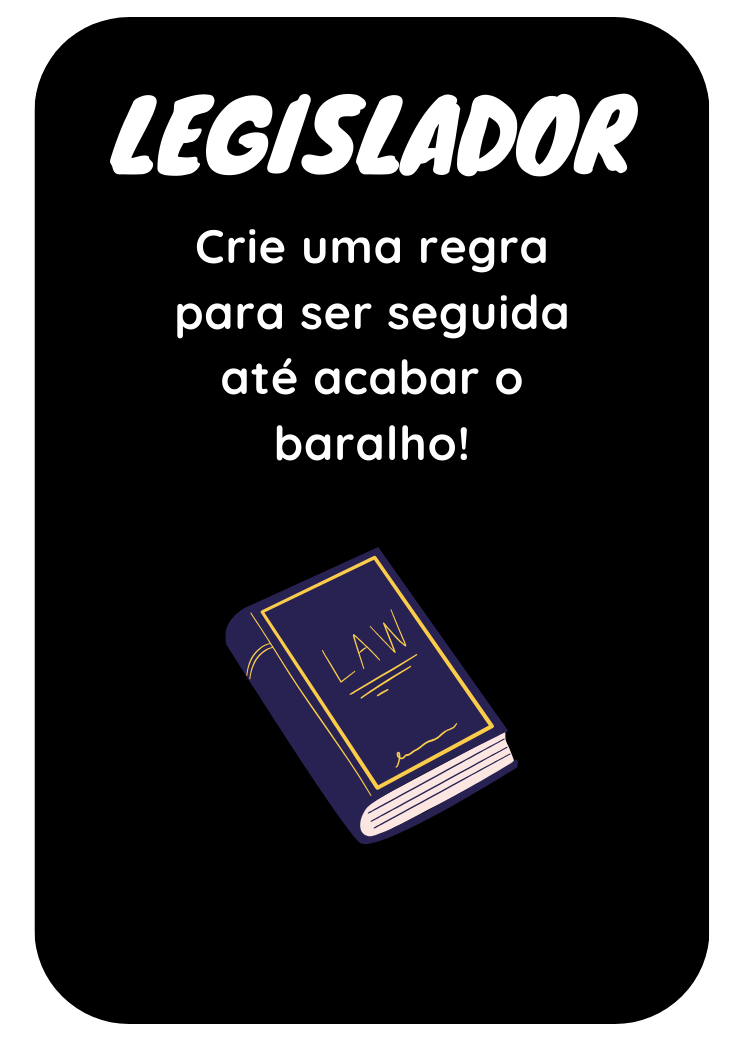 LEGISLADOR
Crie uma regra
para ser seguida
até acabar o
baralho!
LAW